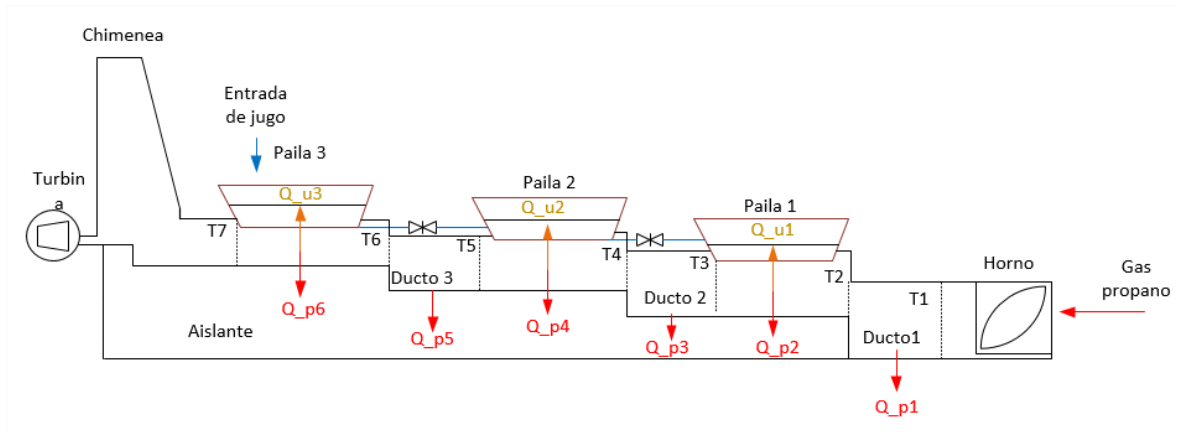 Chimenea
Entrada
de jugo
Paila 3
Turbin
a
Q_u3
Paila 2
Q_u2
Paila 1
Q_u1
T7
T6
T5
T4
T3
T2
T1
Horno
Gas
propano
Ducto 3
Ducto 2
Ducto1
Aislante
Q_p6
Q_p5
Q_p4
Q_p3
Q_p2
Q_p1